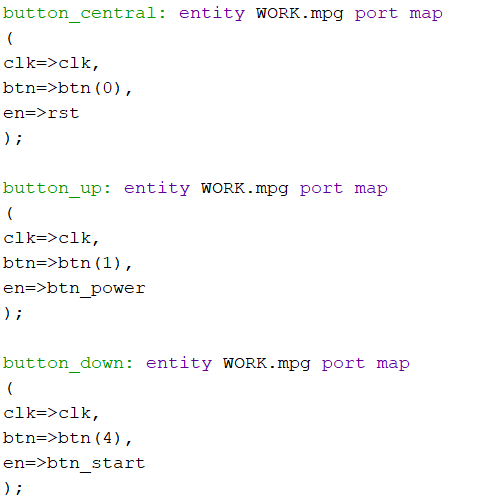 button_central: entity WORK.mpg port map
(
clk=>clk,
btn=>btn(0),
en=>rst
);
button_up: entity WORK.mpg port map
(
clk=>clk,
btn=>btn(1),
en=>btn_power
);
button_down: entity WORK.mpg port map
(
clk=>clk,
btn=>btn(4),
en=>btn_start
);